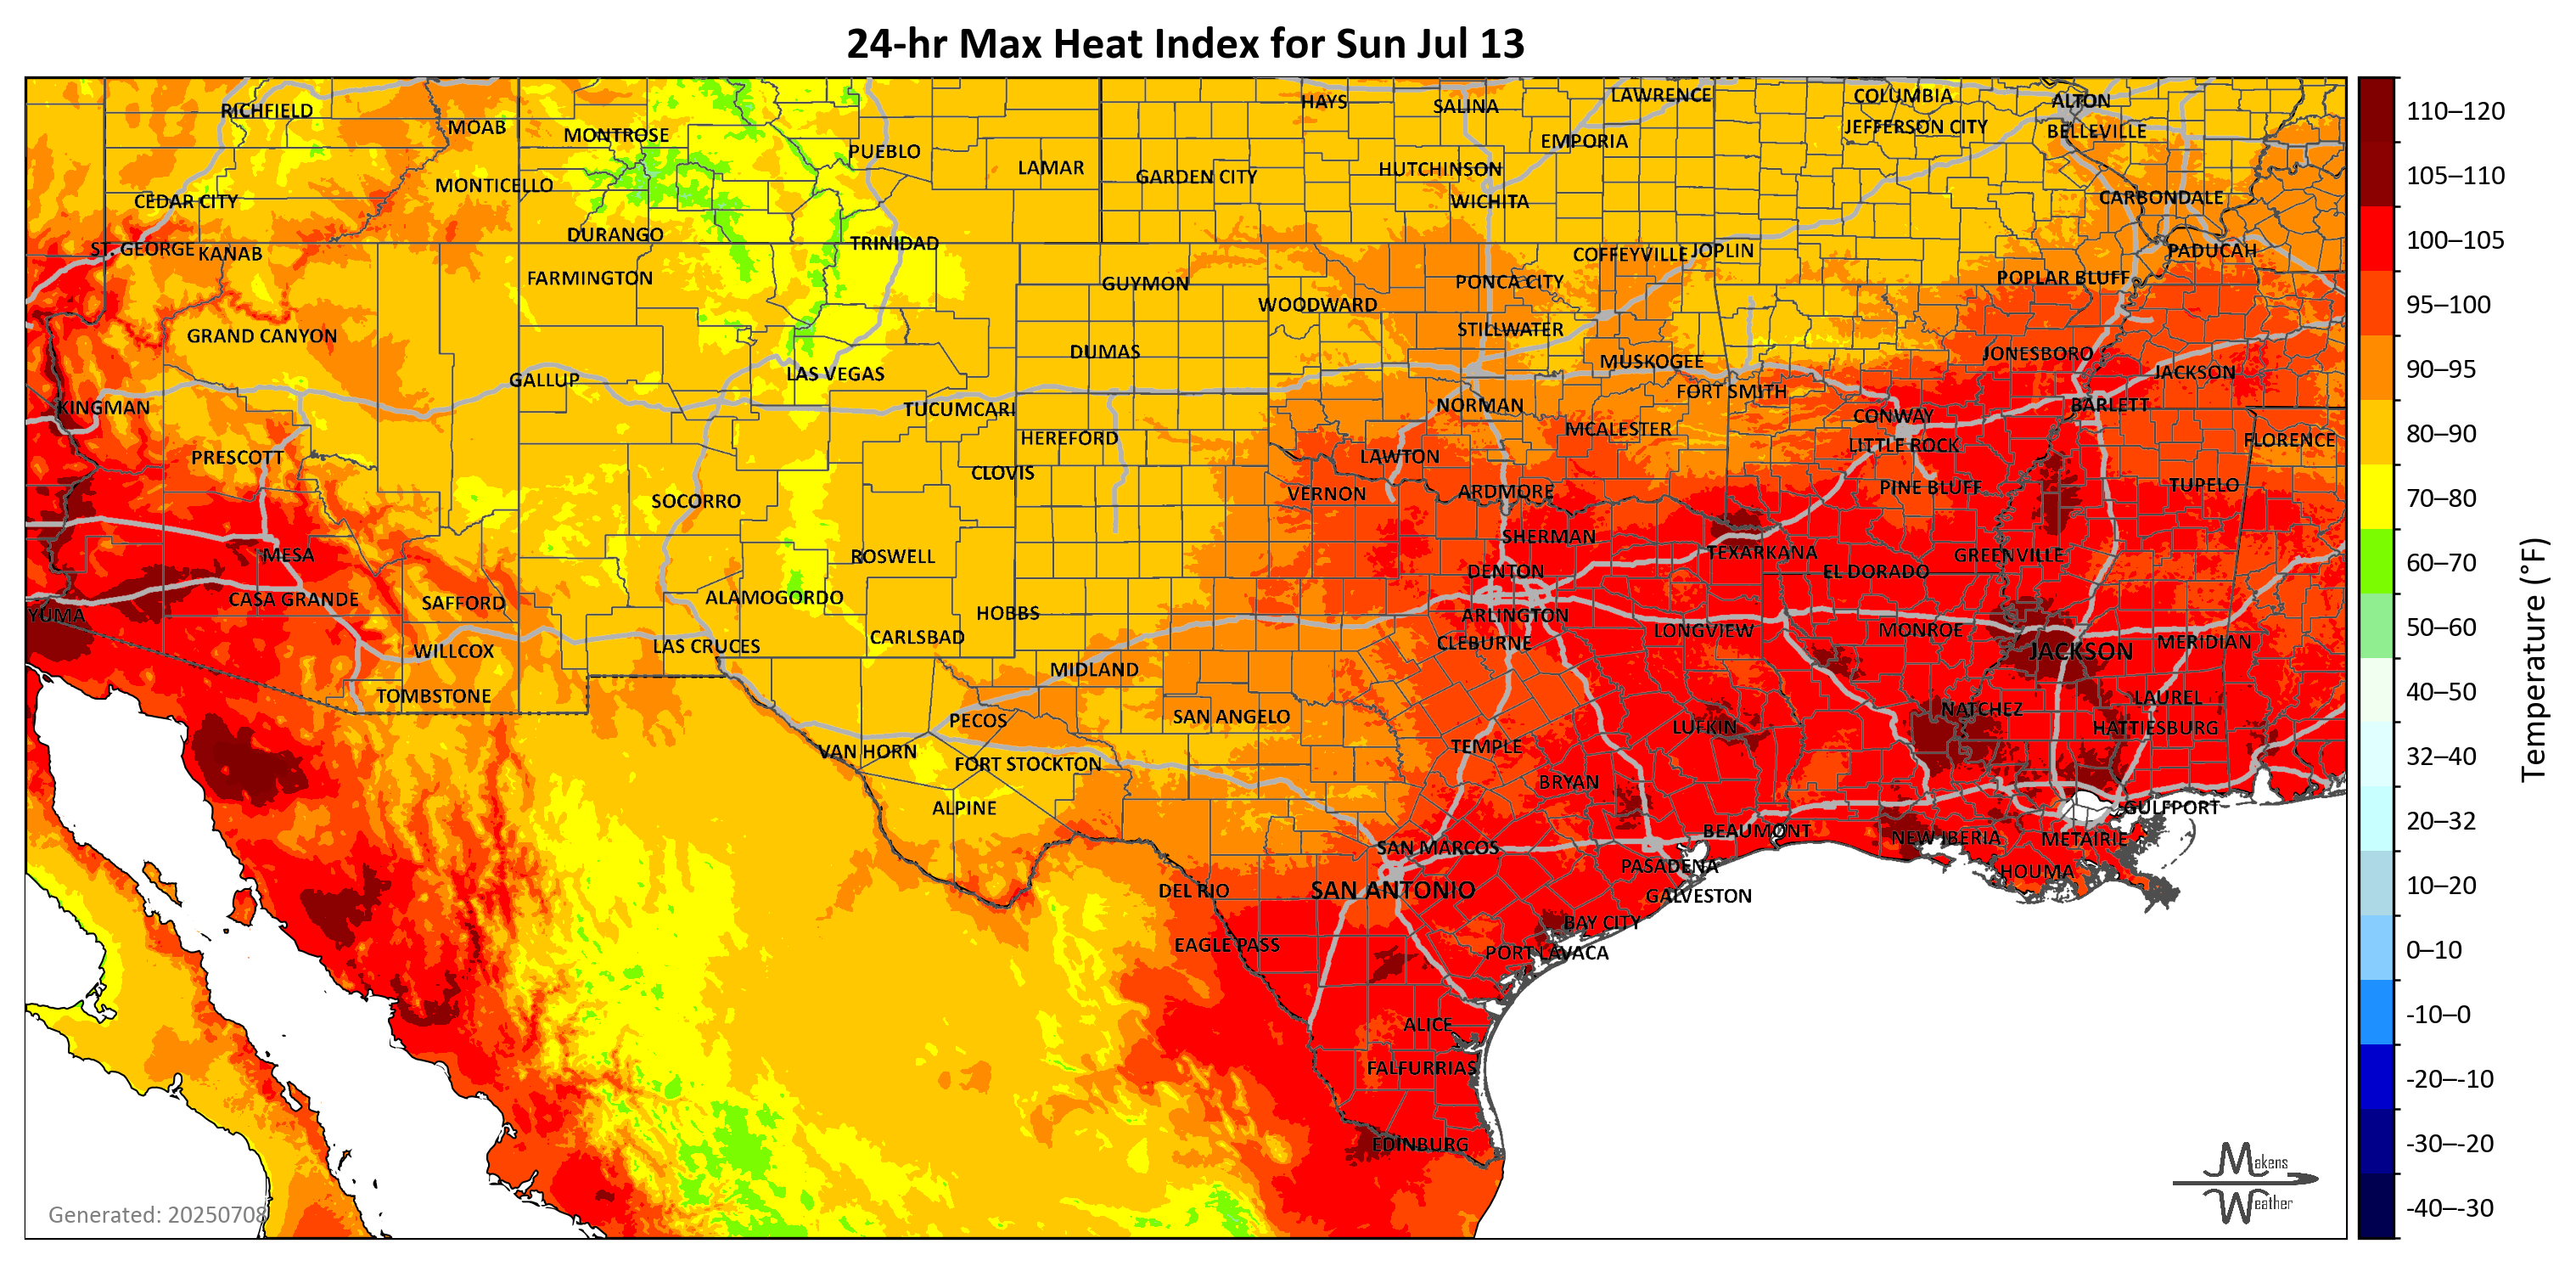 24-hr Max Heat Index for Sun Jul 13
RICHFIELD
MOAB
MONTROSE
PUEBLO
LAMAR
HAYS
SALINA
LAWRENCE
COLUMBIA
ALTON
EMPORIA
JEFFERSON CITY
BELLEVILLE
MONTICELLO
GARDEN CITY
HUTCHINSON
CEDAR CITY
WICHITA
CARBONDALE
DURANGO
TRINIDAD
ST. GEORGE
KANAB
COFFEYVILLE
JOPLIN
PADUCAH
FARMINGTON
GUYMON
PONCA CITY
POPLAR BLUFF
WOODWARD
GRAND CANYON
STILLWATER
DUMAS
JONESBORO
GALLUP
LAS VEGAS
MUSKOGEE
JACKSON
FORT SMITH
KINGMAN
TUCUMCARI
NORMAN
CONWAY
BARLETT
HEREFORD
MCALESTER
LITTLE ROCK
FLORENCE
PRESCOTT
CLOVIS
LAWTON
SOCORRO
VERNON
ARDMORE
PINE BLUFF
TUPELO
SHERMAN
MESA
ROSWELL
TEXARKANA
GREENVILLE
DENTON
EL DORADO
CASA GRANDE
SAFFORD
ALAMOGORDO
HOBBS
ARLINGTON
YUMA
CARLSBAD
CLEBURNE
LONGVIEW
MONROE
MERIDIAN
WILLCOX
LAS CRUCES
MIDLAND
JACKSON
TOMBSTONE
PECOS
SAN ANGELO
NATCHEZ
LAUREL
LUFKIN
HATTIESBURG
VAN HORN
FORT STOCKTON
TEMPLE
BRYAN
ALPINE
GULFPORT
SAN MARCOS
BEAUMONT
NEW IBERIA
METAIRIE
PASADENA
HOUMA
DEL RIO
SAN ANTONIO
GALVESTON
EAGLE PASS
BAY CITY
PORT LAVACA
ALICE
FALFURRIAS
EDINBURG
Generated: 20250708
Makens
Weather
110–120
105–110
100–105
95–100
90–95
80–90
70–80
60–70
50–60
40–50
32–40
20–32
10–20
0–10
-10–0
-20–-10
-30–-20
-40–-30
Temperature (°F)